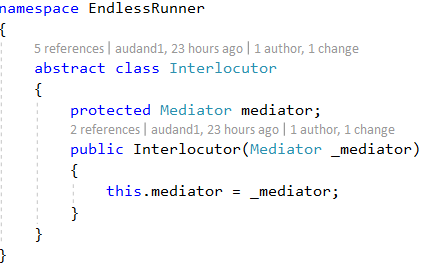 namespace EndlessRunner
{
5 references | audand1, 23 hours ago | 1 author, 1 change
abstract class Interlocutor
{
protected Mediator mediator;
2 references | audand1, 23 hours ago | 1 author, 1 change
public Interlocutor(Mediator _mediator)
{
this.mediator = _mediator;
}
}
}